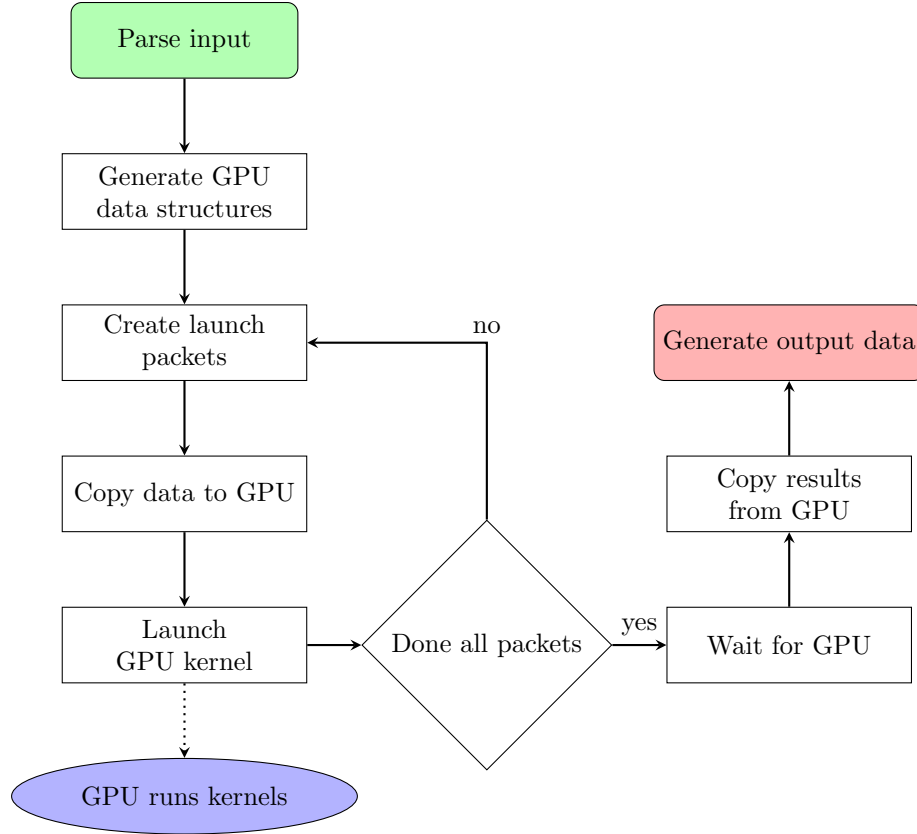 Parse input
Generate GPU
data structures
Create launch
packets
no
Generate output data
Copy data to GPU
Copy results
from GPU
Launch
GPU kernel
Done all packets
yes
Wait for GPU
GPU runs kernels